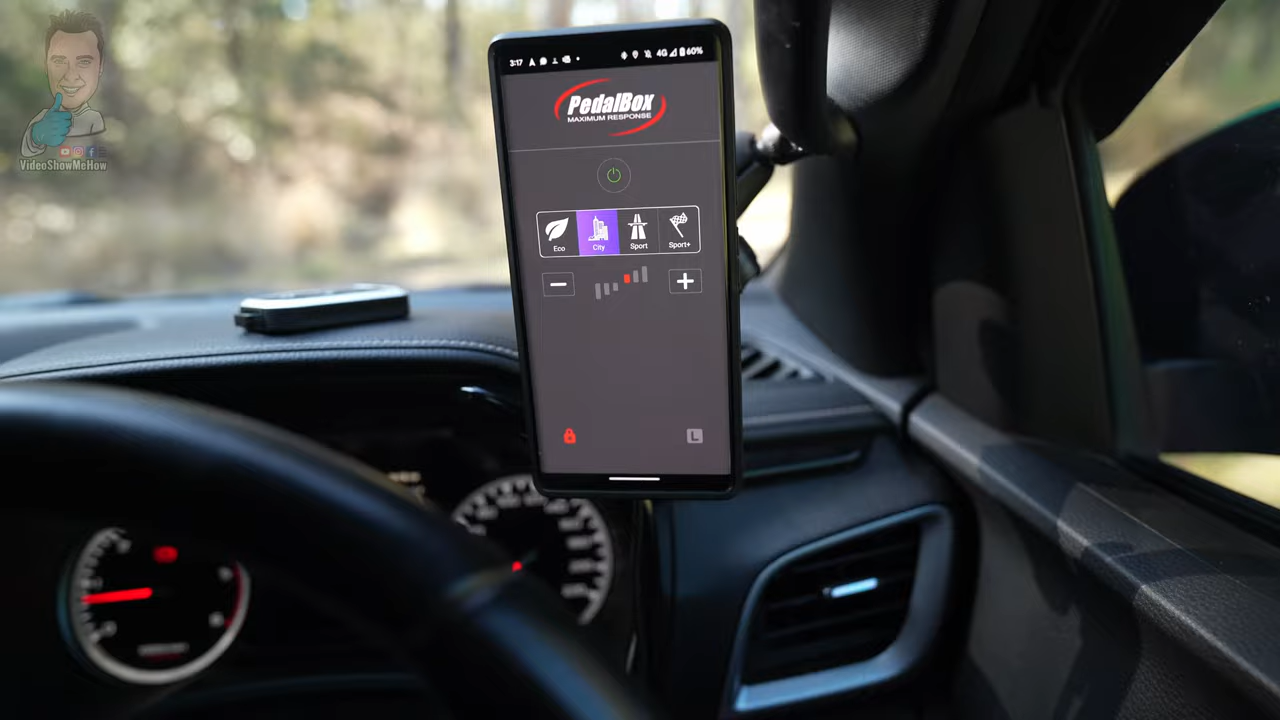 VideoShowMeHow
3:17
4G
60%
PedalBox
MAXIMUM RESPONSE
Eco
City
Sport
Sport+
L